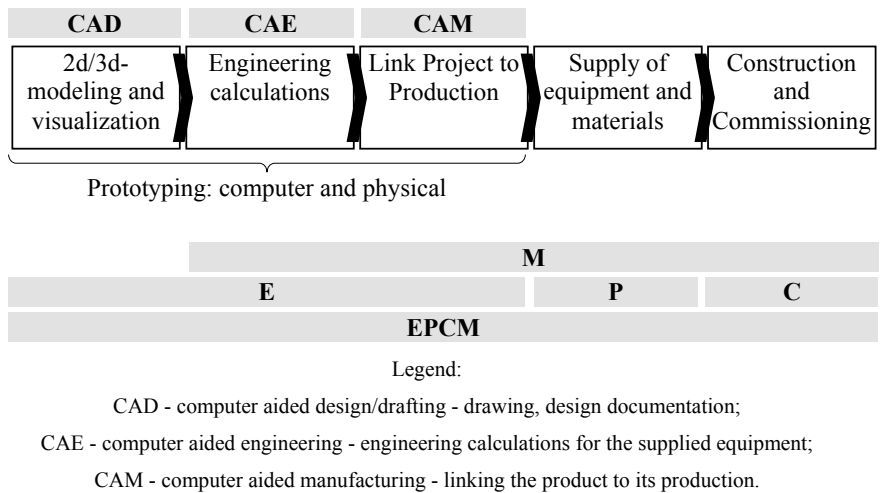 CAD CAE CAM
2d/3d-
modeling and
visualization
Engineering
calculations
Link Project to
Production
Supply of
equipment and
materials
Construction
and
Commissioning
Prototyping: computer and physical
M
E P C
EPCM
Legend:
CAD - computer aided design/drafting - drawing, design documentation;
CAE - computer aided engineering - engineering calculations for the supplied equipment;
CAM - computer aided manufacturing - linking the product to its production.